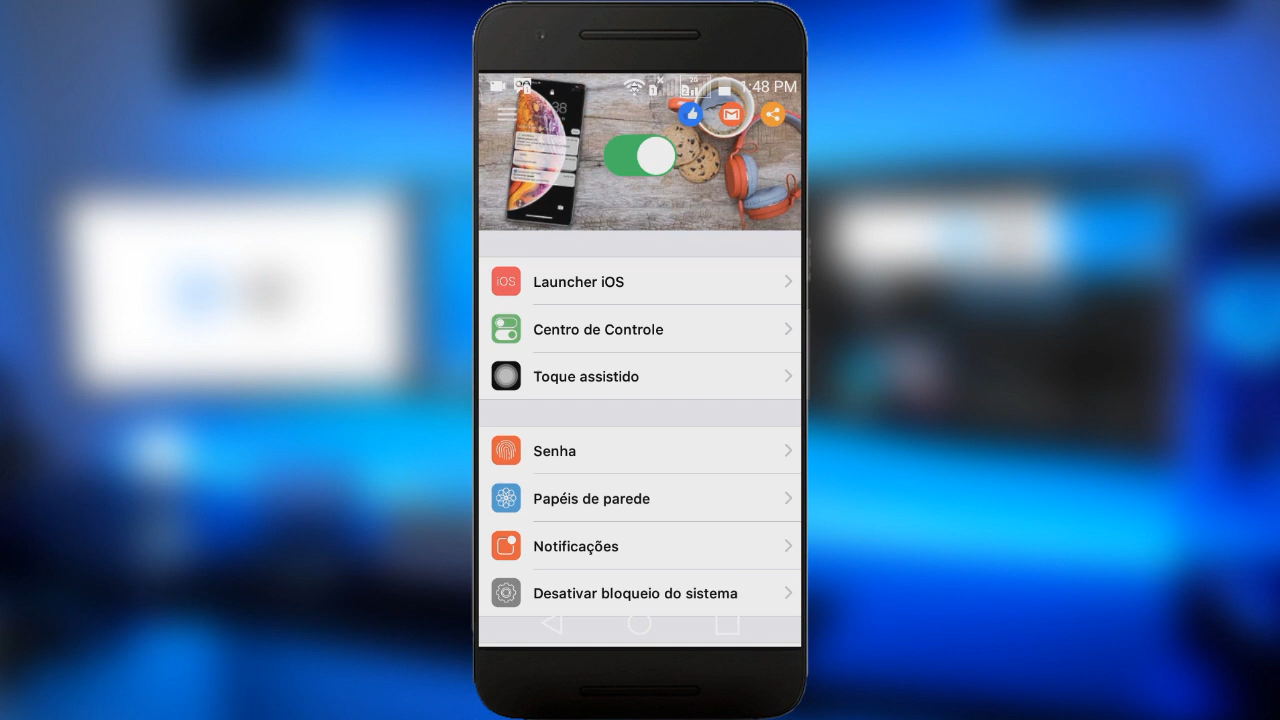 1:48 PM
iOS
Launcher iOS
Centro de Controle
Toque assistido
Senha
Papéis de parede
Notificações
Desativar bloqueio do sistema